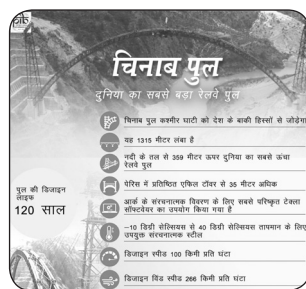 pib
चिनाब पुल
दुनिया का सबसे बड़ा रेलवे पुल
चिनाब पुल कश्मीर घाटी को देश के बाकी हिस्सों से जोड़ेगा
यह 1315 मीटर लंबा है
नदी के तल से 359 मीटर ऊपर दुनिया का सबसे ऊंचा
रेलवे पुल
पेरिस में प्रतिष्ठित एफिल टॉवर से 35 मीटर अधिक
आर्क के संरचनात्मक विवरण के लिए सबसे परिष्कृत टेक्ला
सॉफ्टवेयर का उपयोग किया गया है
–10 डिग्री सेल्सियस से 40 डिग्री सेल्सियस तापमान के लिए
उपयुक्त संरचनात्मक स्टील
डिजाइन स्पीड 100 किमी प्रति घंटा
डिजाइन विंड स्पीड 266 किमी प्रति घंटा
पुल की डिजाइन
लाइफ
120 साल